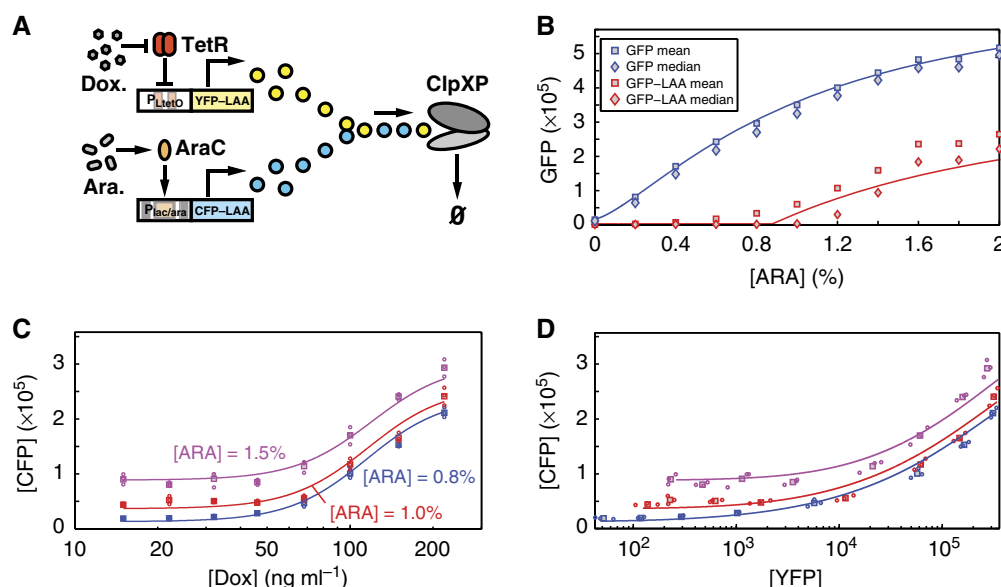 A
Dox.
TetR
PLtetO
YFP–LAA
Ara.
AraC
Plac/ara
CFP–LAA
ClpXP
Ø
B
GFP mean
GFP median
GFP–LAA mean
GFP–LAA median
GFP (×10⁵)
5
4
3
2
1
0
0 0.4 0.8 1.2 1.6 2
[ARA] (%)
C
[CFP] (×10⁵)
3
2
1
0
[ARA] = 1.5%
[ARA] = 0.8%
[ARA] = 1.0%
10 20 50 100 200
[Dox] (ng ml⁻¹)
D
[CFP] (×10⁵)
3
2
1
0
10² 10³ 10⁴ 10⁵
[YFP]